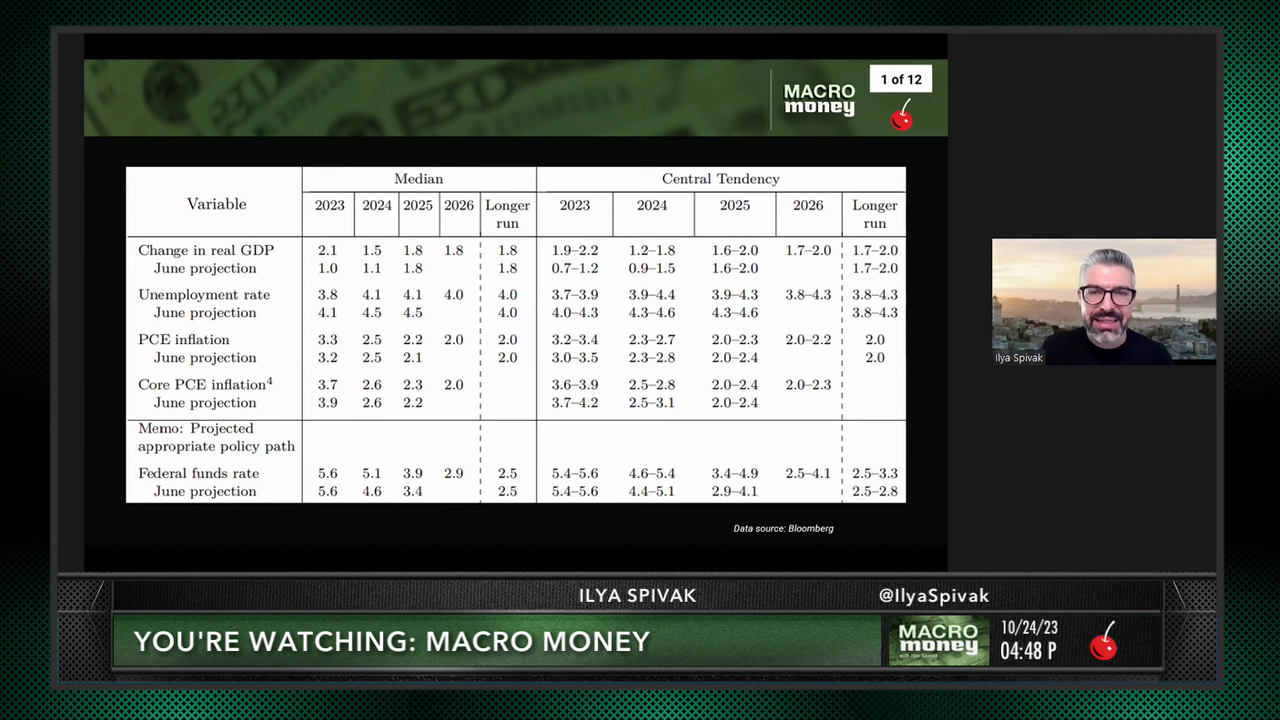 MACRO
money
1 of 12
Variable Median Central Tendency
2023 2024 2025 2026 Longer run 2023 2024 2025 2026 Longer run
Change in real GDP 2.1 1.5 1.8 1.8 1.8 1.9–2.2 1.2–1.8 1.6–2.0 1.7–2.0 1.7–2.0
June projection 1.0 1.1 1.8 1.8 0.7–1.2 0.9–1.5 1.6–2.0 1.7–2.0
Unemployment rate 3.8 4.1 4.1 4.0 4.0 3.7–3.9 3.9–4.4 3.9–4.3 3.8–4.3 3.8–4.3
June projection 4.1 4.5 4.5 4.0 4.0–4.3 4.3–4.6 4.3–4.6 3.8–4.3
PCE inflation 3.3 2.5 2.2 2.0 2.0 3.2–3.4 2.3–2.7 2.0–2.3 2.0–2.2 2.0
June projection 3.2 2.5 2.1 2.0 3.0–3.5 2.3–2.8 2.0–2.4 2.0
Core PCE inflation⁴ 3.7 2.6 2.3 2.0 3.6–3.9 2.5–2.8 2.0–2.4 2.0–2.3
June projection 3.9 2.6 2.2 3.7–4.2 2.5–3.1 2.0–2.4
Memo: Projected
appropriate policy path
Federal funds rate 5.6 5.1 3.9 2.9 2.5 5.4–5.6 4.6–5.4 3.4–4.9 2.5–4.1 2.5–3.3
June projection 5.6 4.6 3.4 2.5 5.4–5.6 4.4–5.1 2.9–4.1 2.5–2.8
Data source: Bloomberg
Ilya Spivak
ILYA SPIVAK @IlyaSpivak
YOU'RE WATCHING: MACRO MONEY
MACRO
money
10/24/23
04:48 P